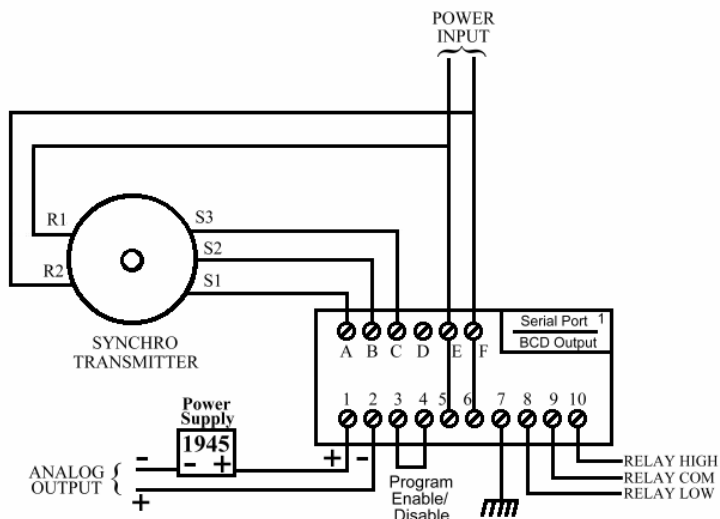 POWER
INPUT
R1
S3
S2
R2
S1
SYNCHRO
TRANSMITTER
Serial Port 1
BCD Output
A B C D E F
1 2 3 4 5 6 7 8 9 10
Power
Supply
1945
- +
+ -
-
ANALOG {
OUTPUT {
+
Program
Enable/
Disable
RELAY HIGH
RELAY COM
RELAY LOW